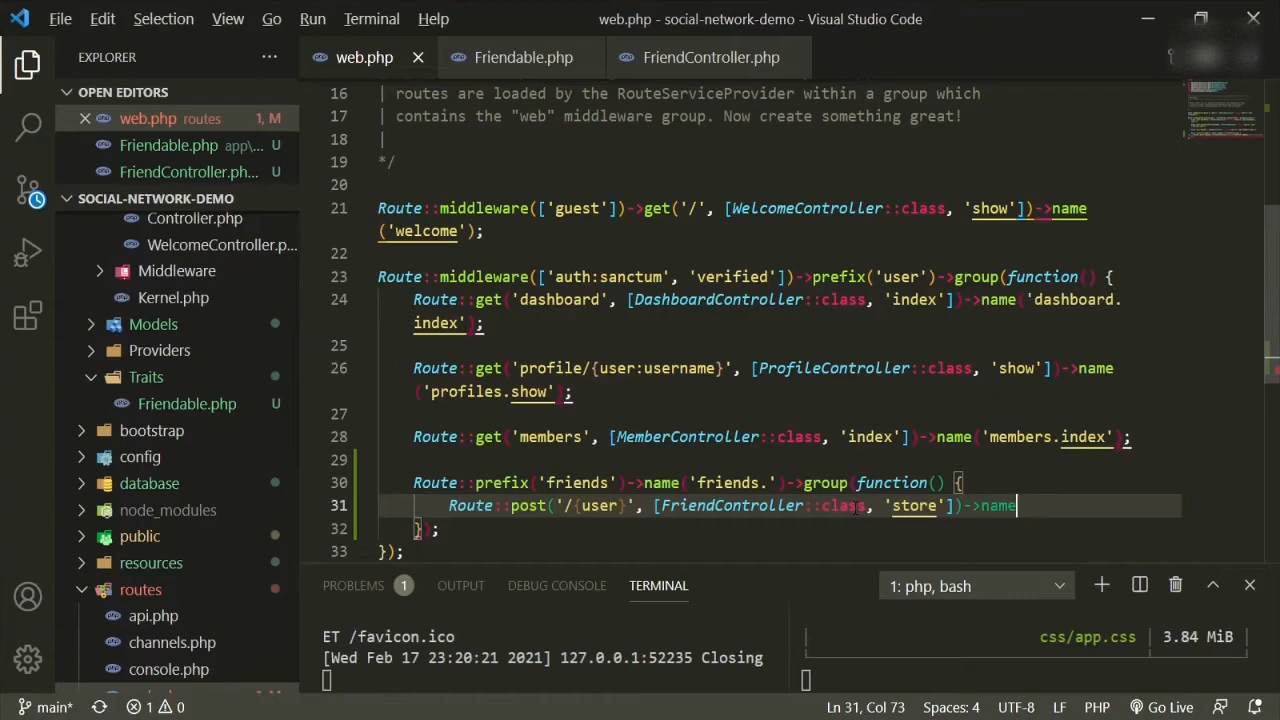 File Edit Selection View Go Run Terminal Help web.php - social-network-demo - Visual Studio Code
EXPLORER ... web.php Friendable.php FriendController.php
OPEN EDITORS
web.php routes 1, M
Friendable.php app\... U
FriendController.ph... U
SOCIAL-NETWORK-DEMO
Controller.php
WelcomeController.p...
Middleware
Kernel.php
Models
Providers
Traits
Friendable.php U
bootstrap
config
database
node_modules
public
resources
routes
api.php
channels.php
console.php
16 | routes are loaded by the RouteServiceProvider within a group which
17 | contains the "web" middleware group. Now create something great!
18 |
19 */
20
21 Route::middleware(['guest'])->get('/', [WelcomeController::class, 'show'])->name
('welcome');
22
23 Route::middleware(['auth:sanctum', 'verified'])->prefix('user')->group(function() {
24 Route::get('dashboard', [DashboardController::class, 'index'])->name('dashboard.
index');
25
26 Route::get('profile/{user:username}', [ProfileController::class, 'show'])->name
('profiles.show');
27
28 Route::get('members', [MemberController::class, 'index'])->name('members.index');
29
30 Route::prefix('friends')->name('friends.')->group(function() {
31 Route::post('/{user}', [FriendController::class, 'store'])->name
32 });
33 });
PROBLEMS 1 OUTPUT DEBUG CONSOLE TERMINAL 1: php, bash
ET /favicon.ico
[Wed Feb 17 23:20:21 2021] 127.0.0.1:52235 Closing
| css/app.css | 3.84 MiB
main* 1 0 Ln 31, Col 73 Spaces: 4 UTF-8 LF PHP Go Live